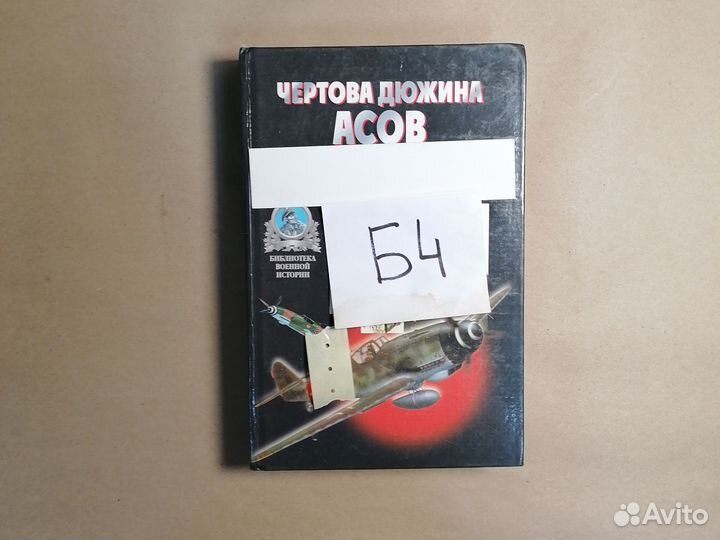 ЧЕРТОВА ДЮЖИНА
АСОВ
БИБЛИОТЕКА
ВОЕННОЙ
ИСТОРИИ
Б4
Avito